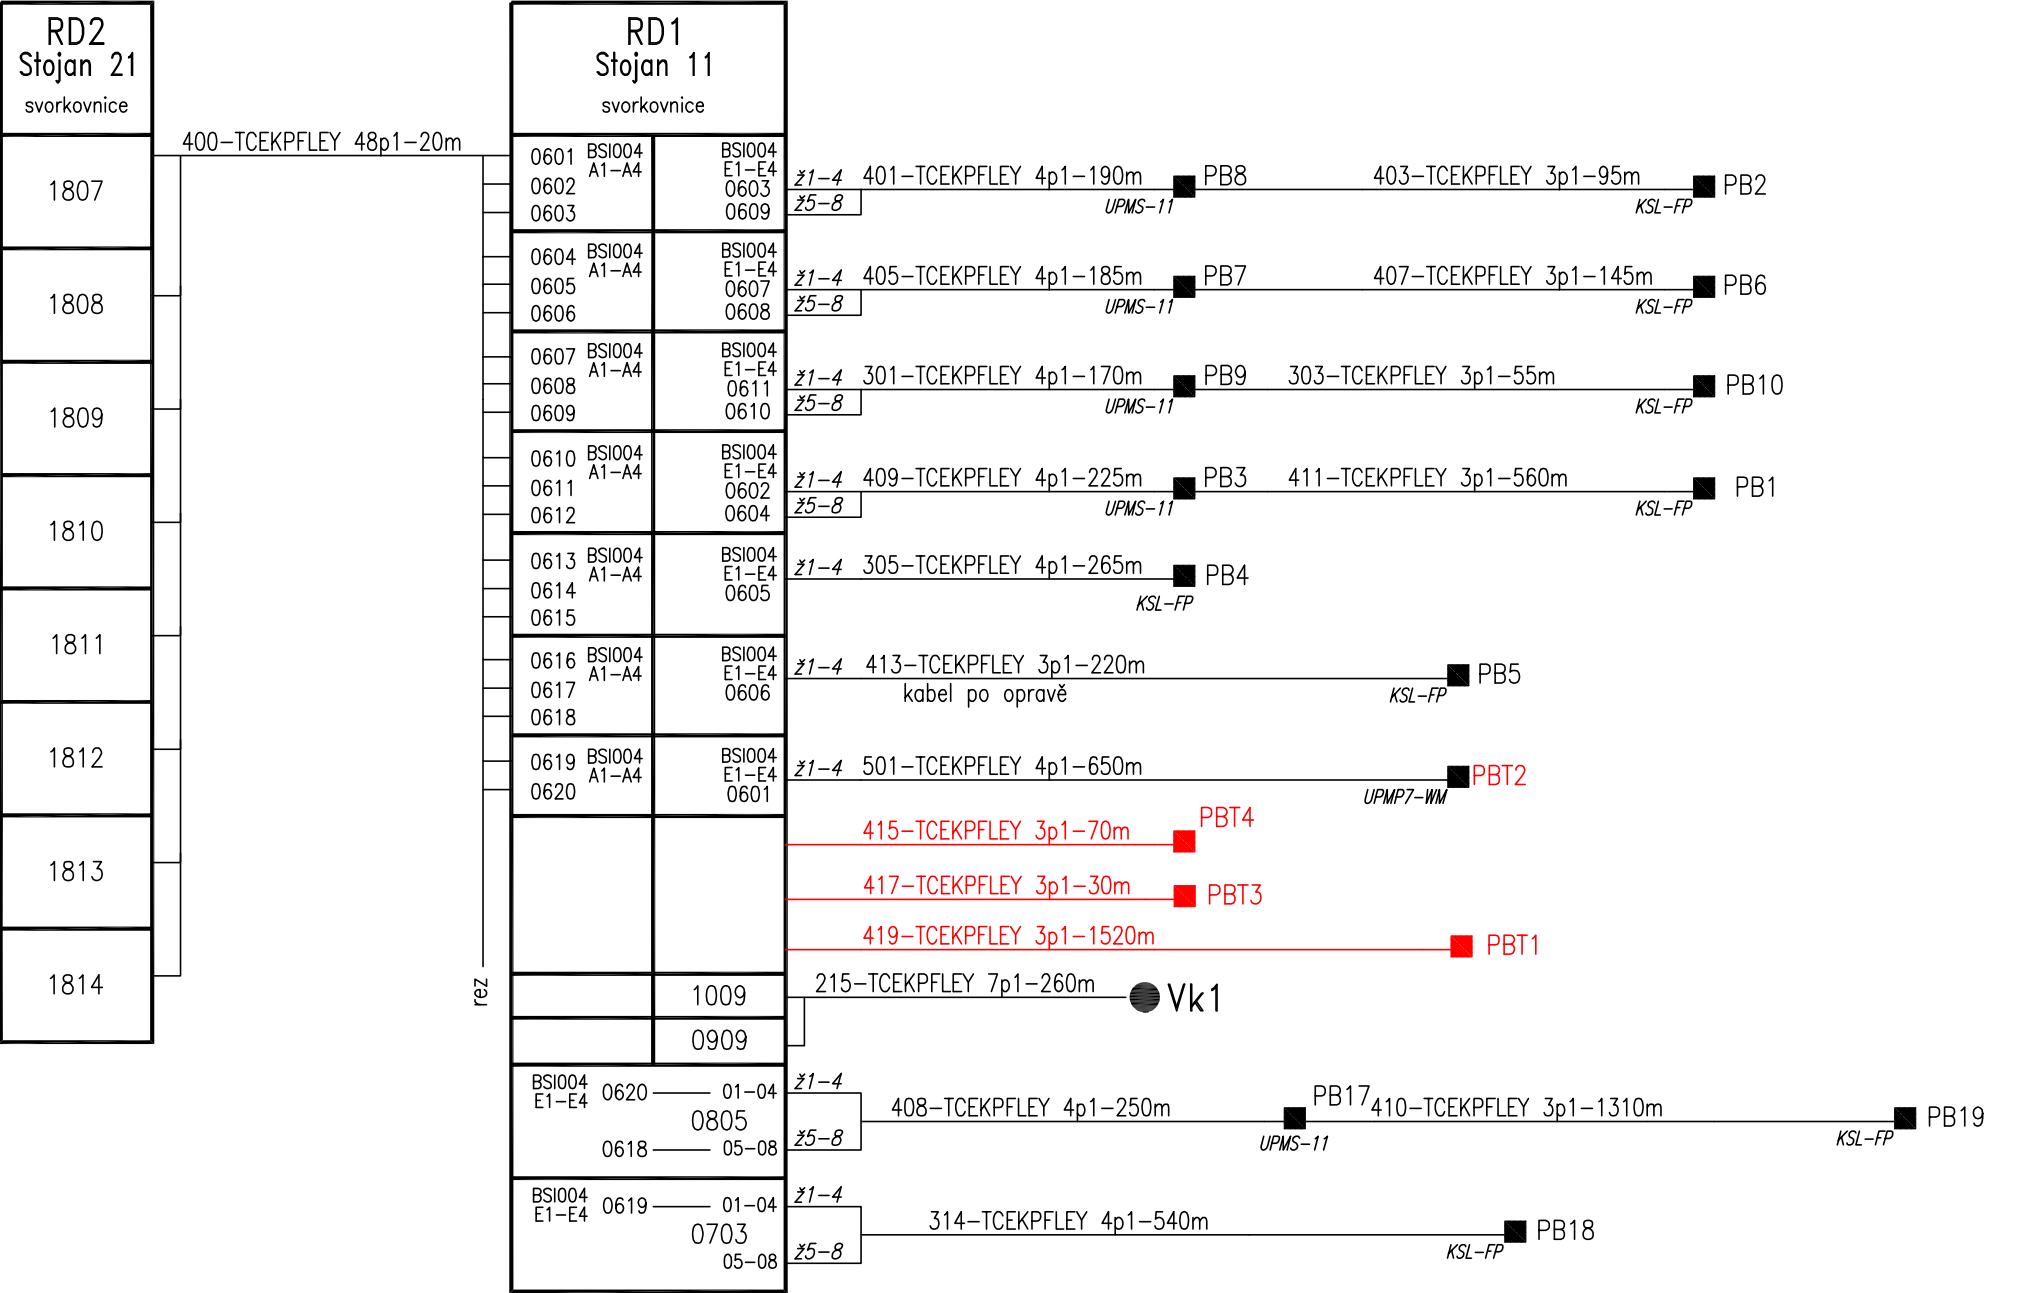 RD2
Stojan 21
svorkovnice
1807
1808
1809
1810
1811
1812
1813
1814
400-TCEKPFLEY 48p1-20m
rez
RD1
Stojan 11
svorkovnice
0601 BSI004 BSI004
A1-A4 E1-E4
0602 0603
0603 0609
ž1-4 401-TCEKPFLEY 4p1-190m PB8 403-TCEKPFLEY 3p1-95m PB2
ž5-8 UPMS-11 KSL-FP
0604 BSI004 BSI004
A1-A4 E1-E4
0605 0607
0606 0608
ž1-4 405-TCEKPFLEY 4p1-185m PB7 407-TCEKPFLEY 3p1-145m PB6
ž5-8 UPMS-11 KSL-FP
0607 BSI004 BSI004
A1-A4 E1-E4
0608 0611
0609 0610
ž1-4 301-TCEKPFLEY 4p1-170m PB9 303-TCEKPFLEY 3p1-55m PB10
ž5-8 UPMS-11 KSL-FP
0610 BSI004 BSI004
A1-A4 E1-E4
0611 0602
0612 0604
ž1-4 409-TCEKPFLEY 4p1-225m PB3 411-TCEKPFLEY 3p1-560m PB1
ž5-8 UPMS-11 KSL-FP
0613 BSI004 BSI004
A1-A4 E1-E4
0614 0605
0615
ž1-4 305-TCEKPFLEY 4p1-265m PB4
KSL-FP
0616 BSI004 BSI004
A1-A4 E1-E4
0617 0606
0618
ž1-4 413-TCEKPFLEY 3p1-220m PB5
kabel po opravě KSL-FP
0619 BSI004 BSI004
A1-A4 E1-E4
0620 0601
ž1-4 501-TCEKPFLEY 4p1-650m PBT2
UPMP7-WM
415-TCEKPFLEY 3p1-70m PBT4
417-TCEKPFLEY 3p1-30m PBT3
419-TCEKPFLEY 3p1-1520m PBT1
1009 215-TCEKPFLEY 7p1-260m Vk1
0909
BSI004 0620 01-04 ž1-4
E1-E4
0805 408-TCEKPFLEY 4p1-250m PB17 410-TCEKPFLEY 3p1-1310m PB19
0618 05-08 ž5-8 UPMS-11 KSL-FP
BSI004 0619 01-04 ž1-4
E1-E4
0703 314-TCEKPFLEY 4p1-540m PB18
05-08 ž5-8 KSL-FP